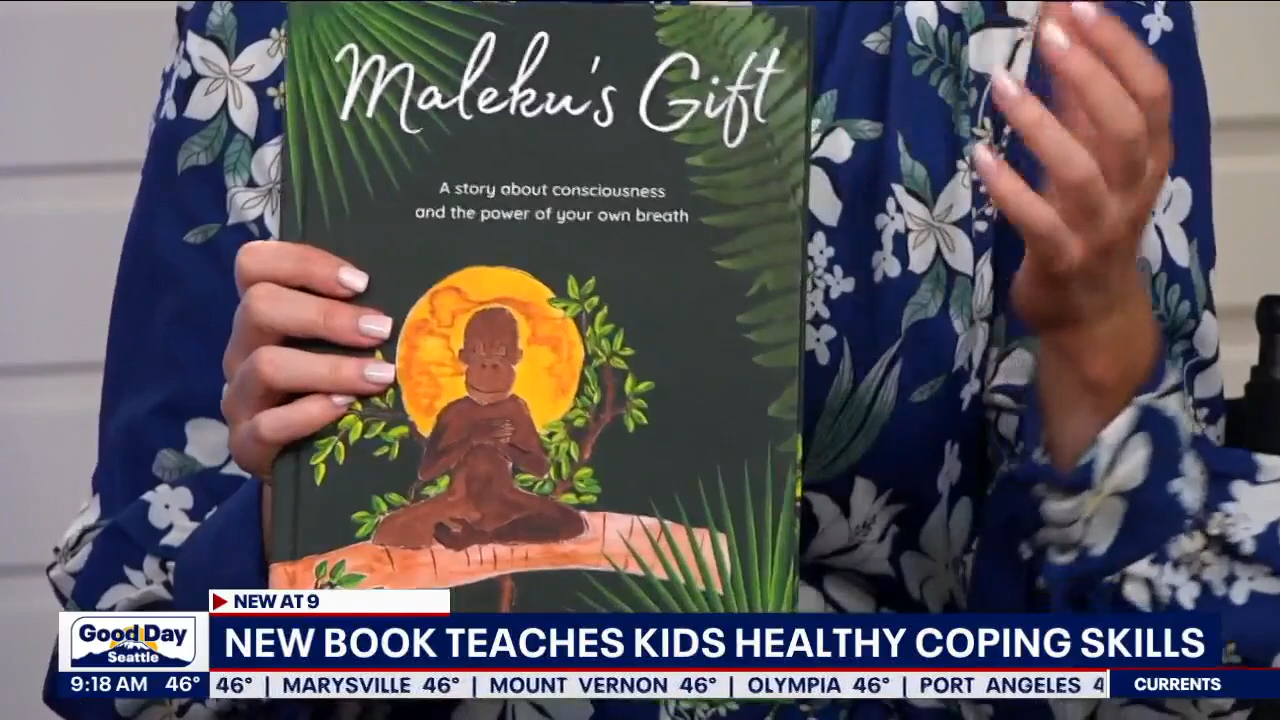 Maleku's Gift
A story about consciousness
and the power of your own breath
NEW AT 9
Good Day
Seattle
NEW BOOK TEACHES KIDS HEALTHY COPING SKILLS
9:18 AM 46°
46° | MARYSVILLE 46° | MOUNT VERNON 46° | OLYMPIA 46° | PORT ANGELES 4
CURRENTS